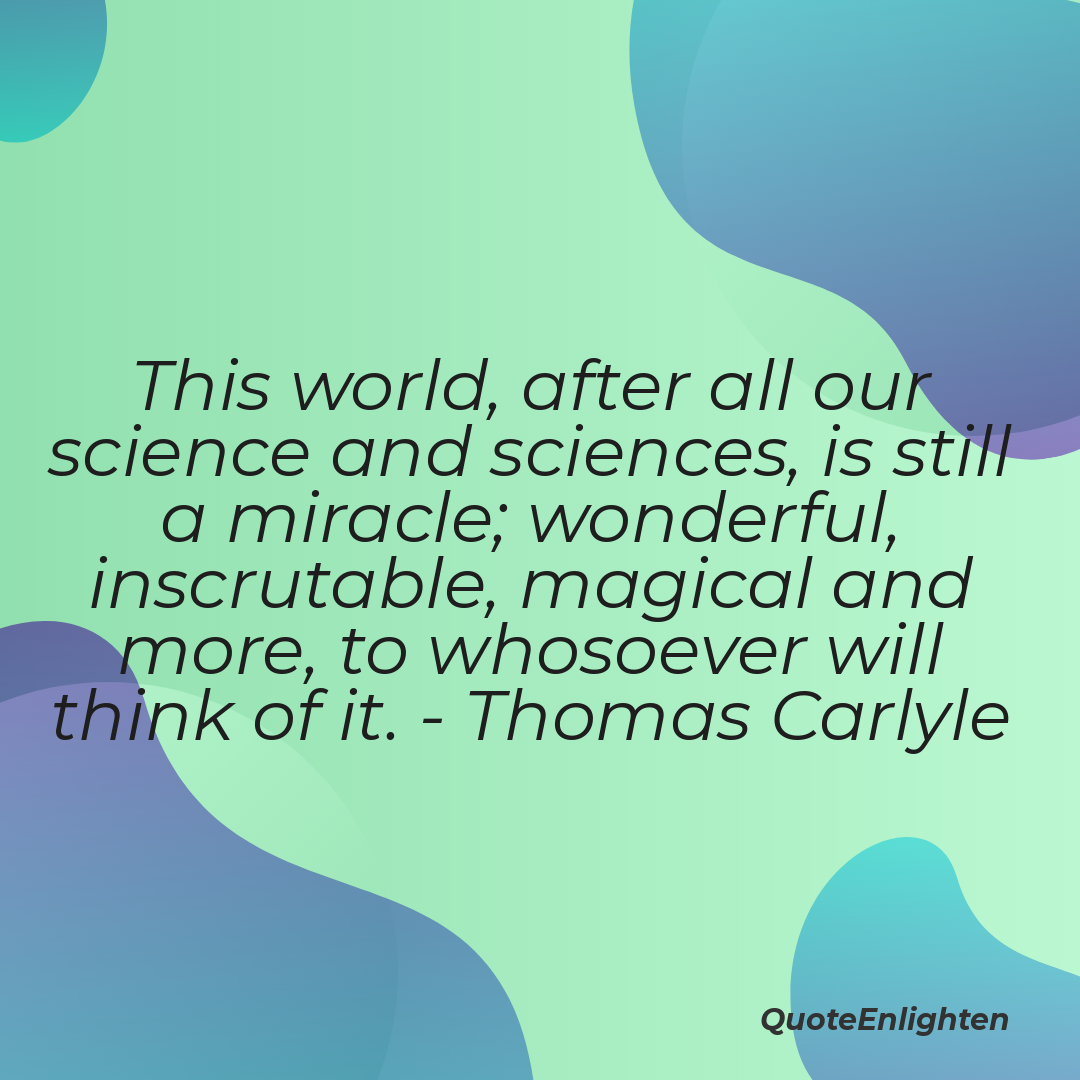 This world, after all our
science and sciences, is still
a miracle; wonderful,
inscrutable, magical and
more, to whosoever will
think of it. - Thomas Carlyle
QuoteEnlighten